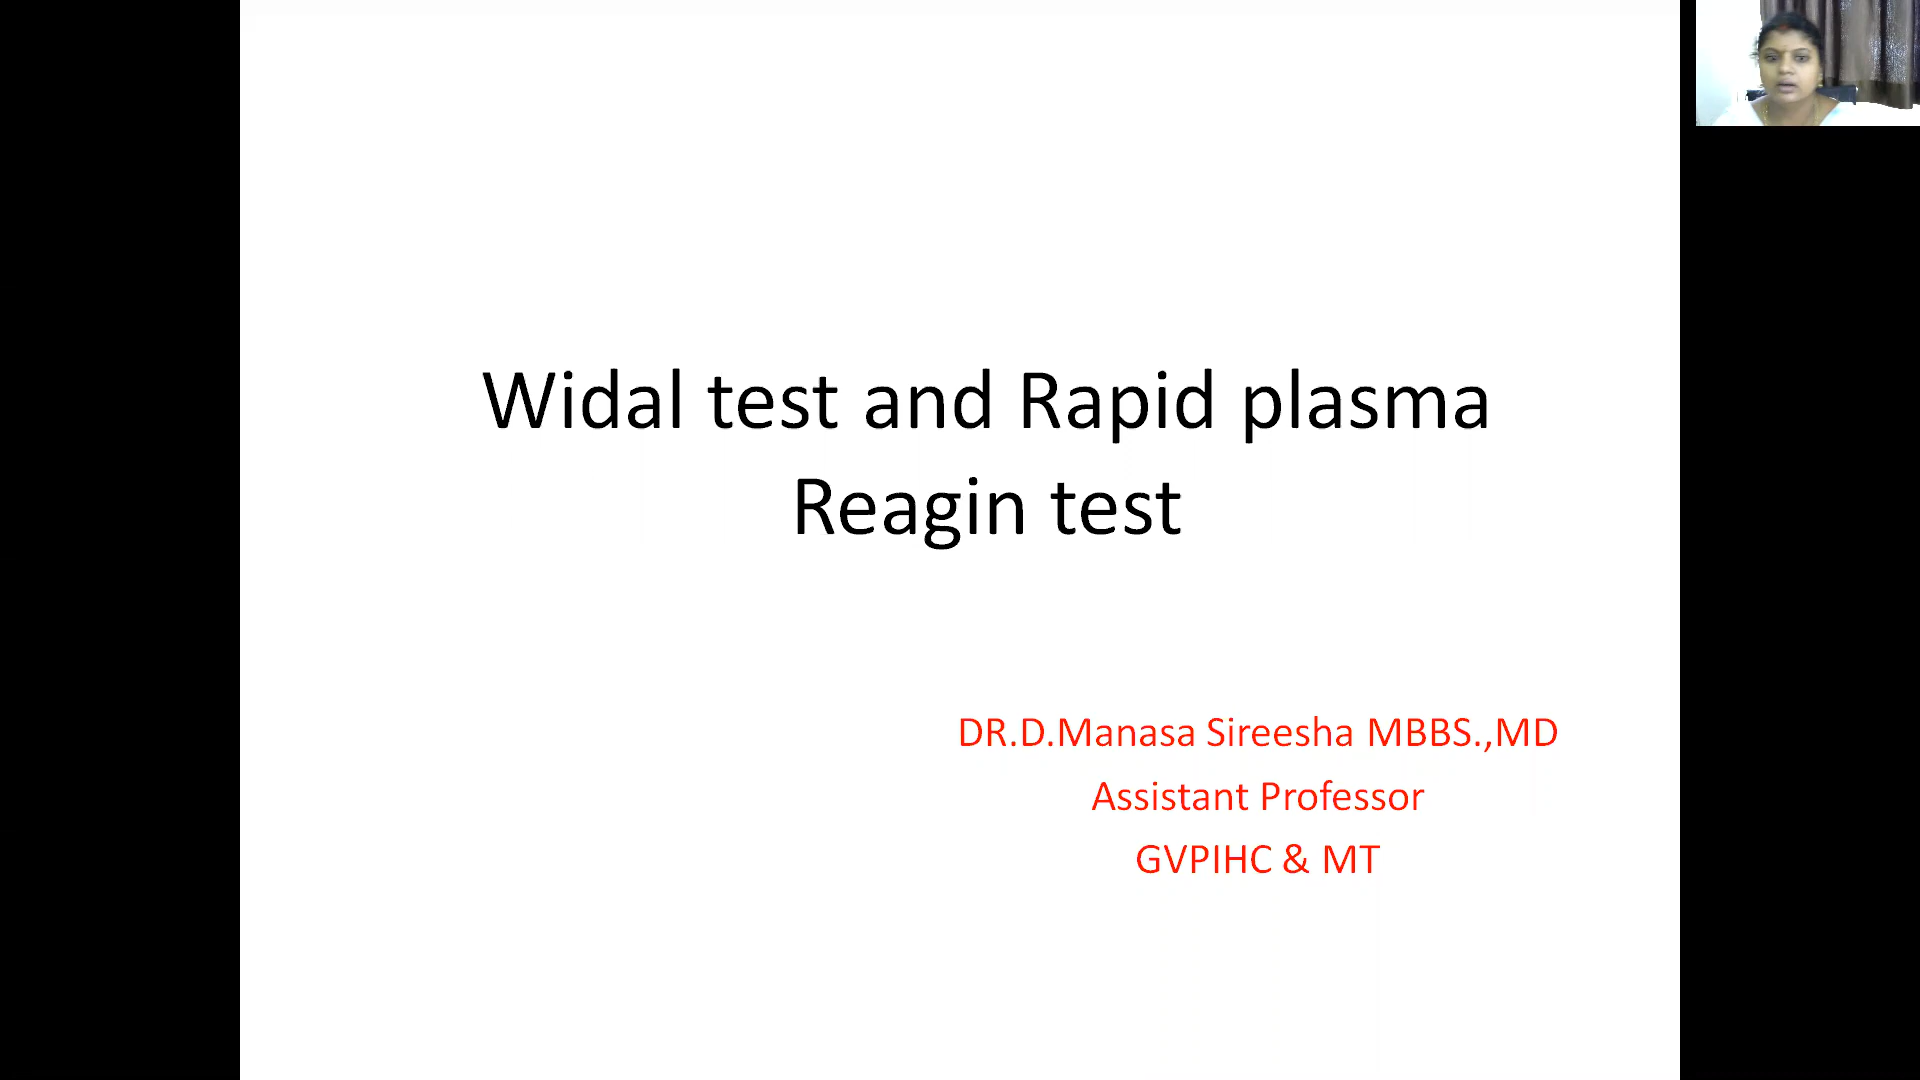 Widal test and Rapid plasma
Reagin test
DR.D.Manasa Sireesha MBBS.,MD
Assistant Professor
GVPIHC & MT